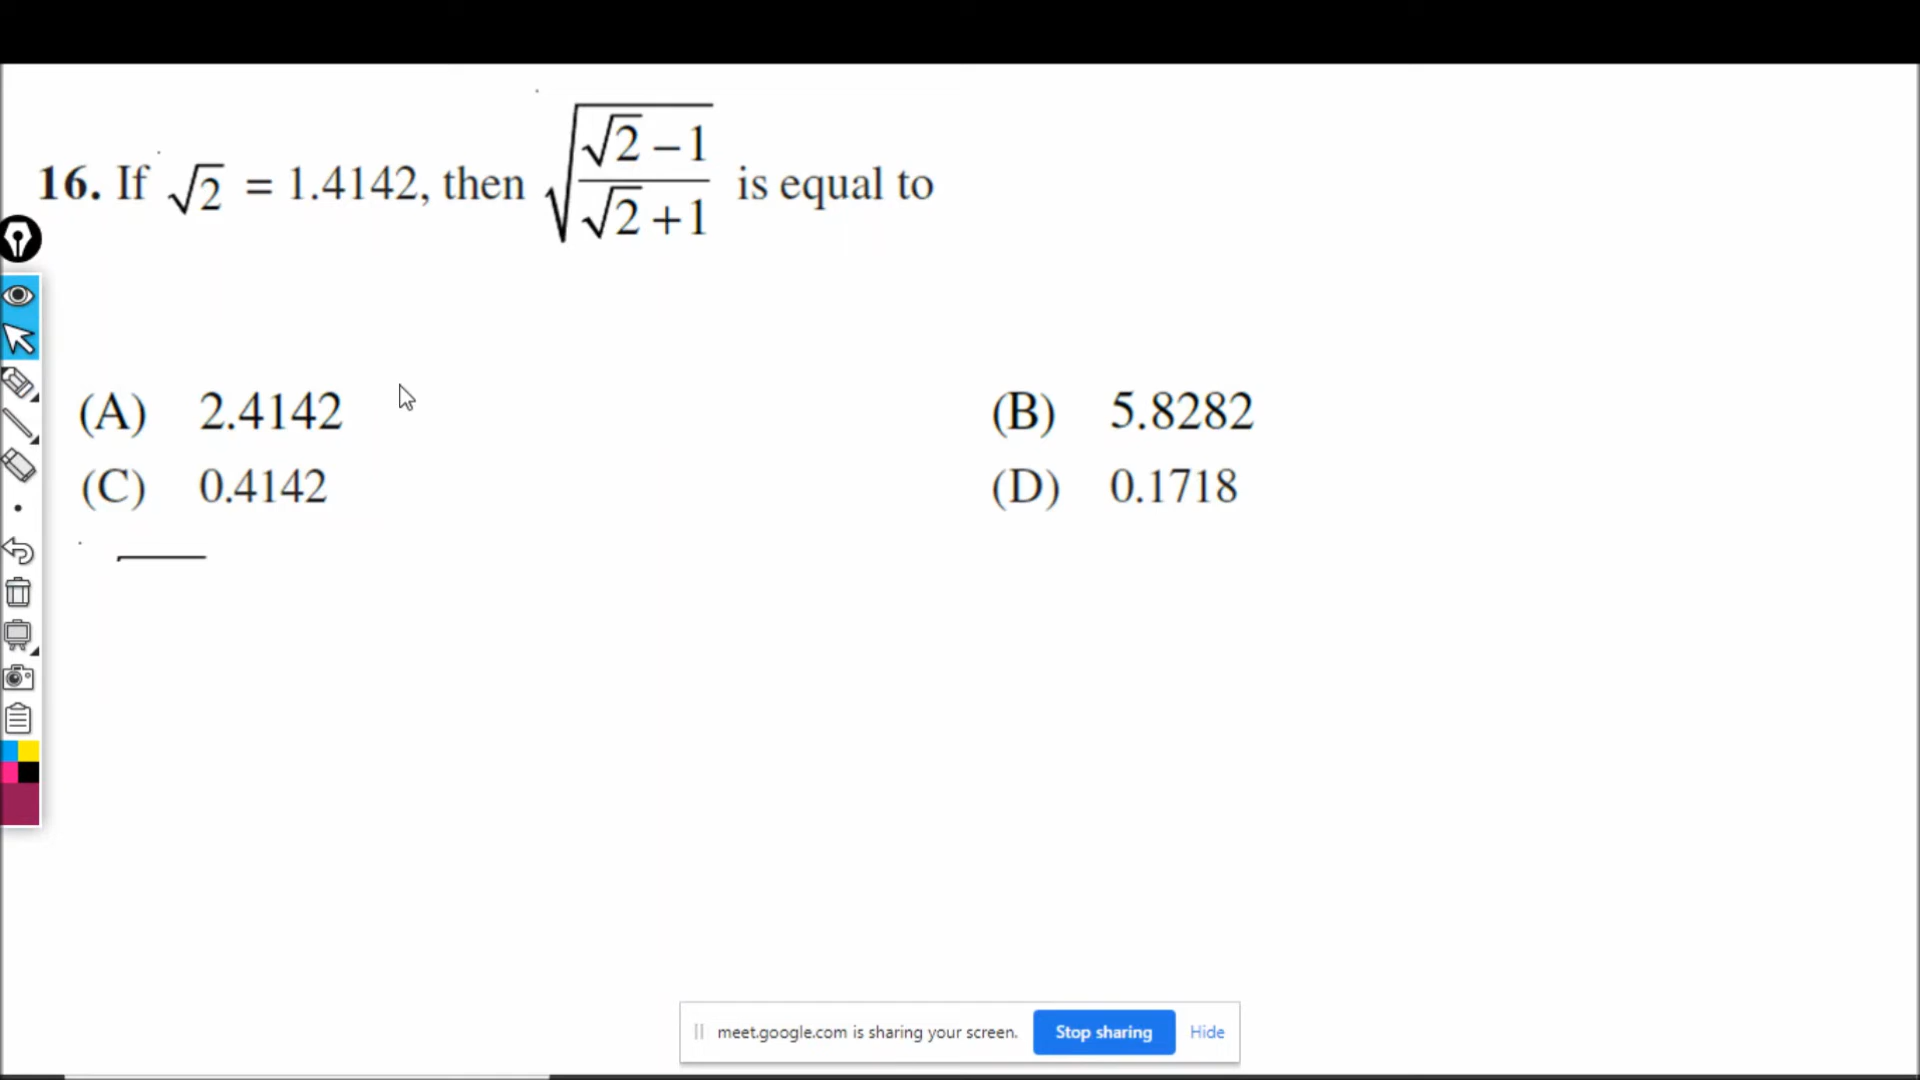 16. If √2 = 1.4142, then √((√2 − 1)/(√2 + 1)) is equal to
(A) 2.4142 (B) 5.8282
(C) 0.4142 (D) 0.1718
meet.google.com is sharing your screen. Stop sharing Hide